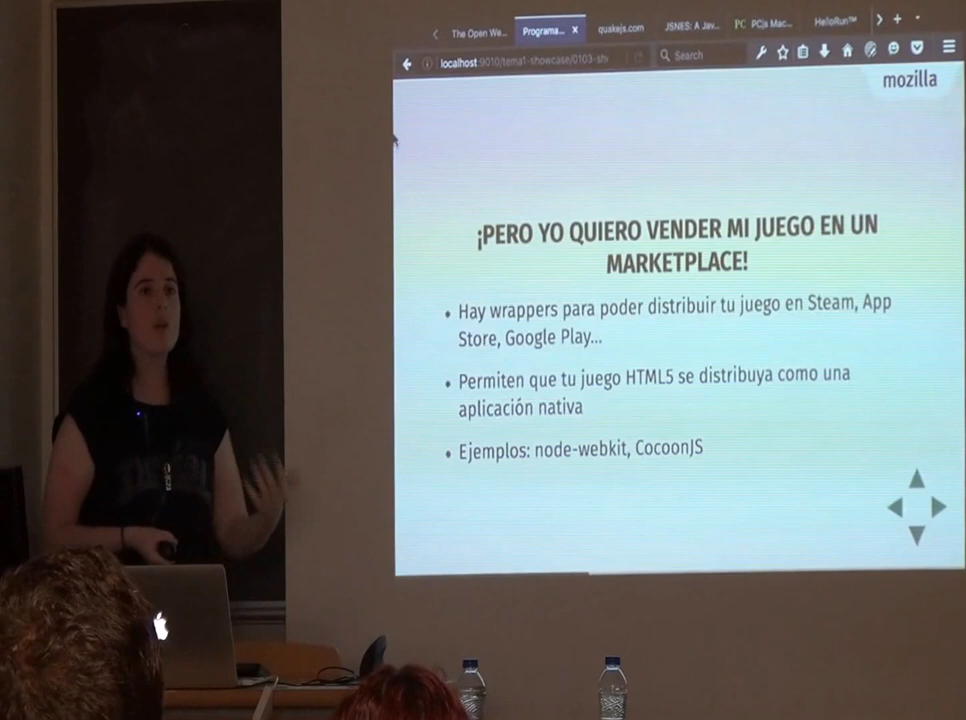 The Open We...
Programa... x
quakejs.com
JSNES: A Jav...
PC PCjs Mac...
HelloRun™
localhost:9010/tema1-showcase/0103-sh
Search
mozilla
¡PERO YO QUIERO VENDER MI JUEGO EN UN
MARKETPLACE!
• Hay wrappers para poder distribuir tu juego en Steam, App
Store, Google Play...
• Permiten que tu juego HTML5 se distribuya como una
aplicación nativa
• Ejemplos: node-webkit, CocoonJS